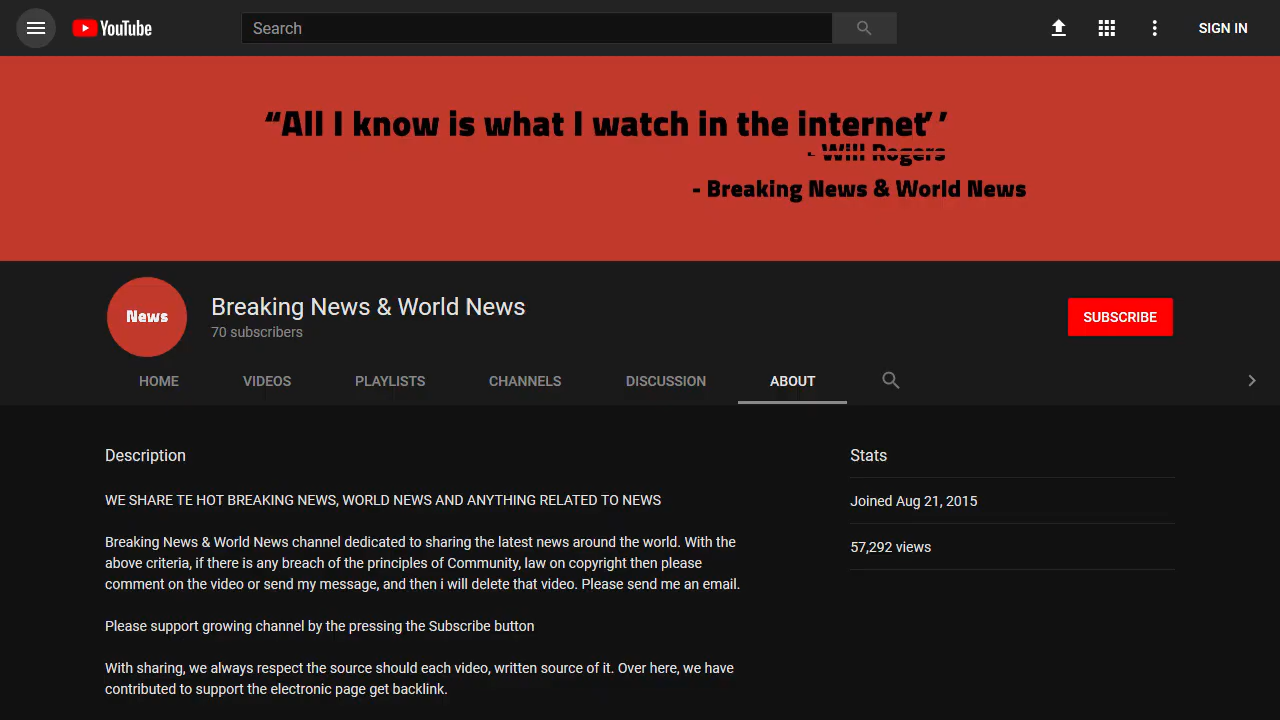 YouTube
Search
SIGN IN
“All I know is what I watch in the internet’’
- Will Rogers
- Breaking News & World News
News
Breaking News & World News
70 subscribers
SUBSCRIBE
HOME VIDEOS PLAYLISTS CHANNELS DISCUSSION ABOUT
Description
WE SHARE TE HOT BREAKING NEWS, WORLD NEWS AND ANYTHING RELATED TO NEWS
Breaking News & World News channel dedicated to sharing the latest news around the world. With the
above criteria, if there is any breach of the principles of Community, law on copyright then please
comment on the video or send my message, and then i will delete that video. Please send me an email.
Please support growing channel by the pressing the Subscribe button
With sharing, we always respect the source should each video, written source of it. Over here, we have
contributed to support the electronic page get backlink.
Stats
Joined Aug 21, 2015
57,292 views